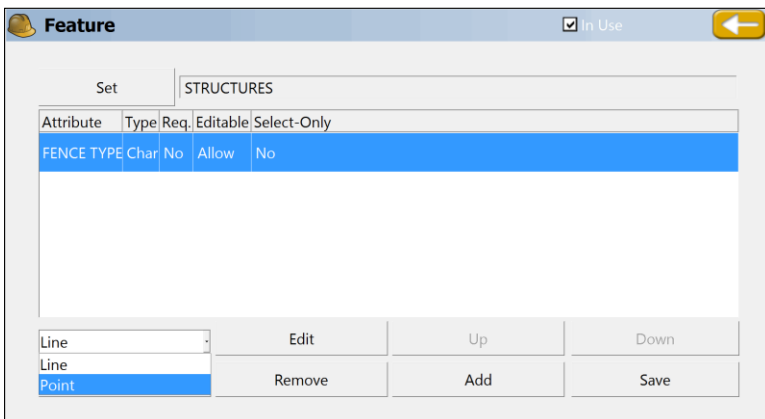 Feature In Use
Set STRUCTURES
Attribute Type Req. Editable Select-Only
FENCE TYPE Char No Allow No
Line Edit Up Down
Line
Point Remove Add Save